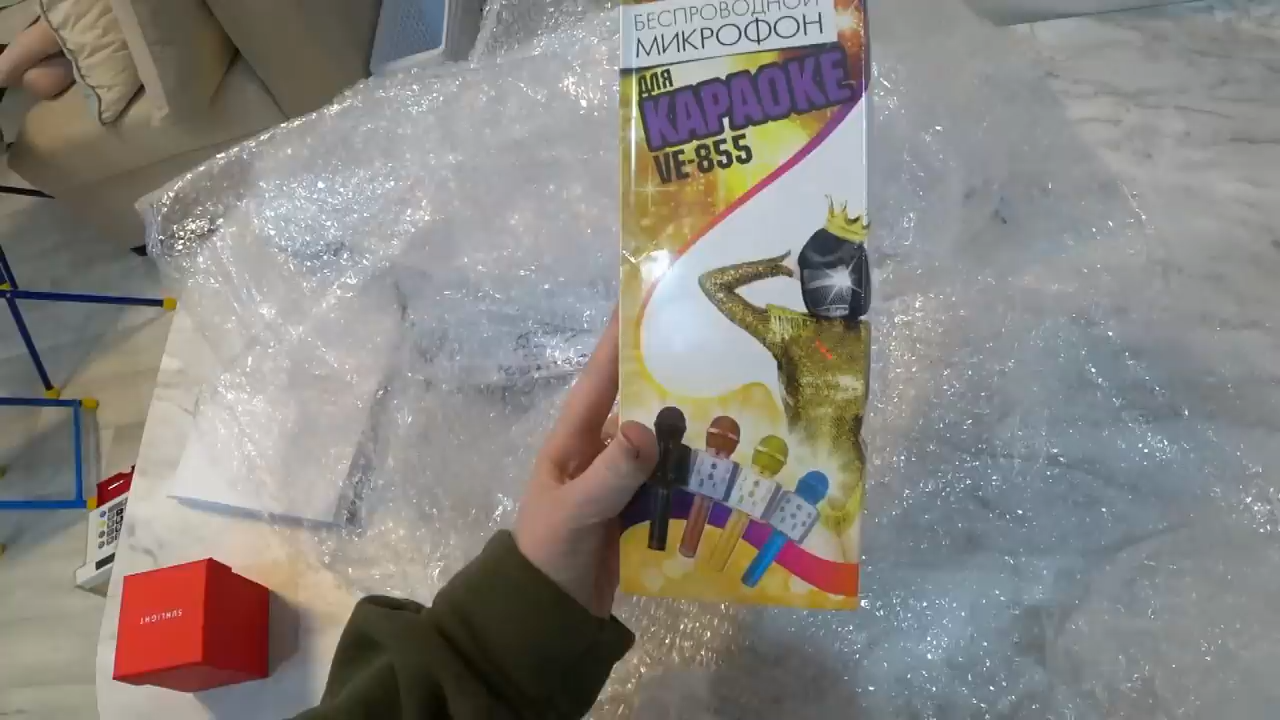 БЕСПРОВОДНОЙ
МИКРОФОН
ДЛЯ
КАРАОКЕ
VE-855
SUNLIGHT